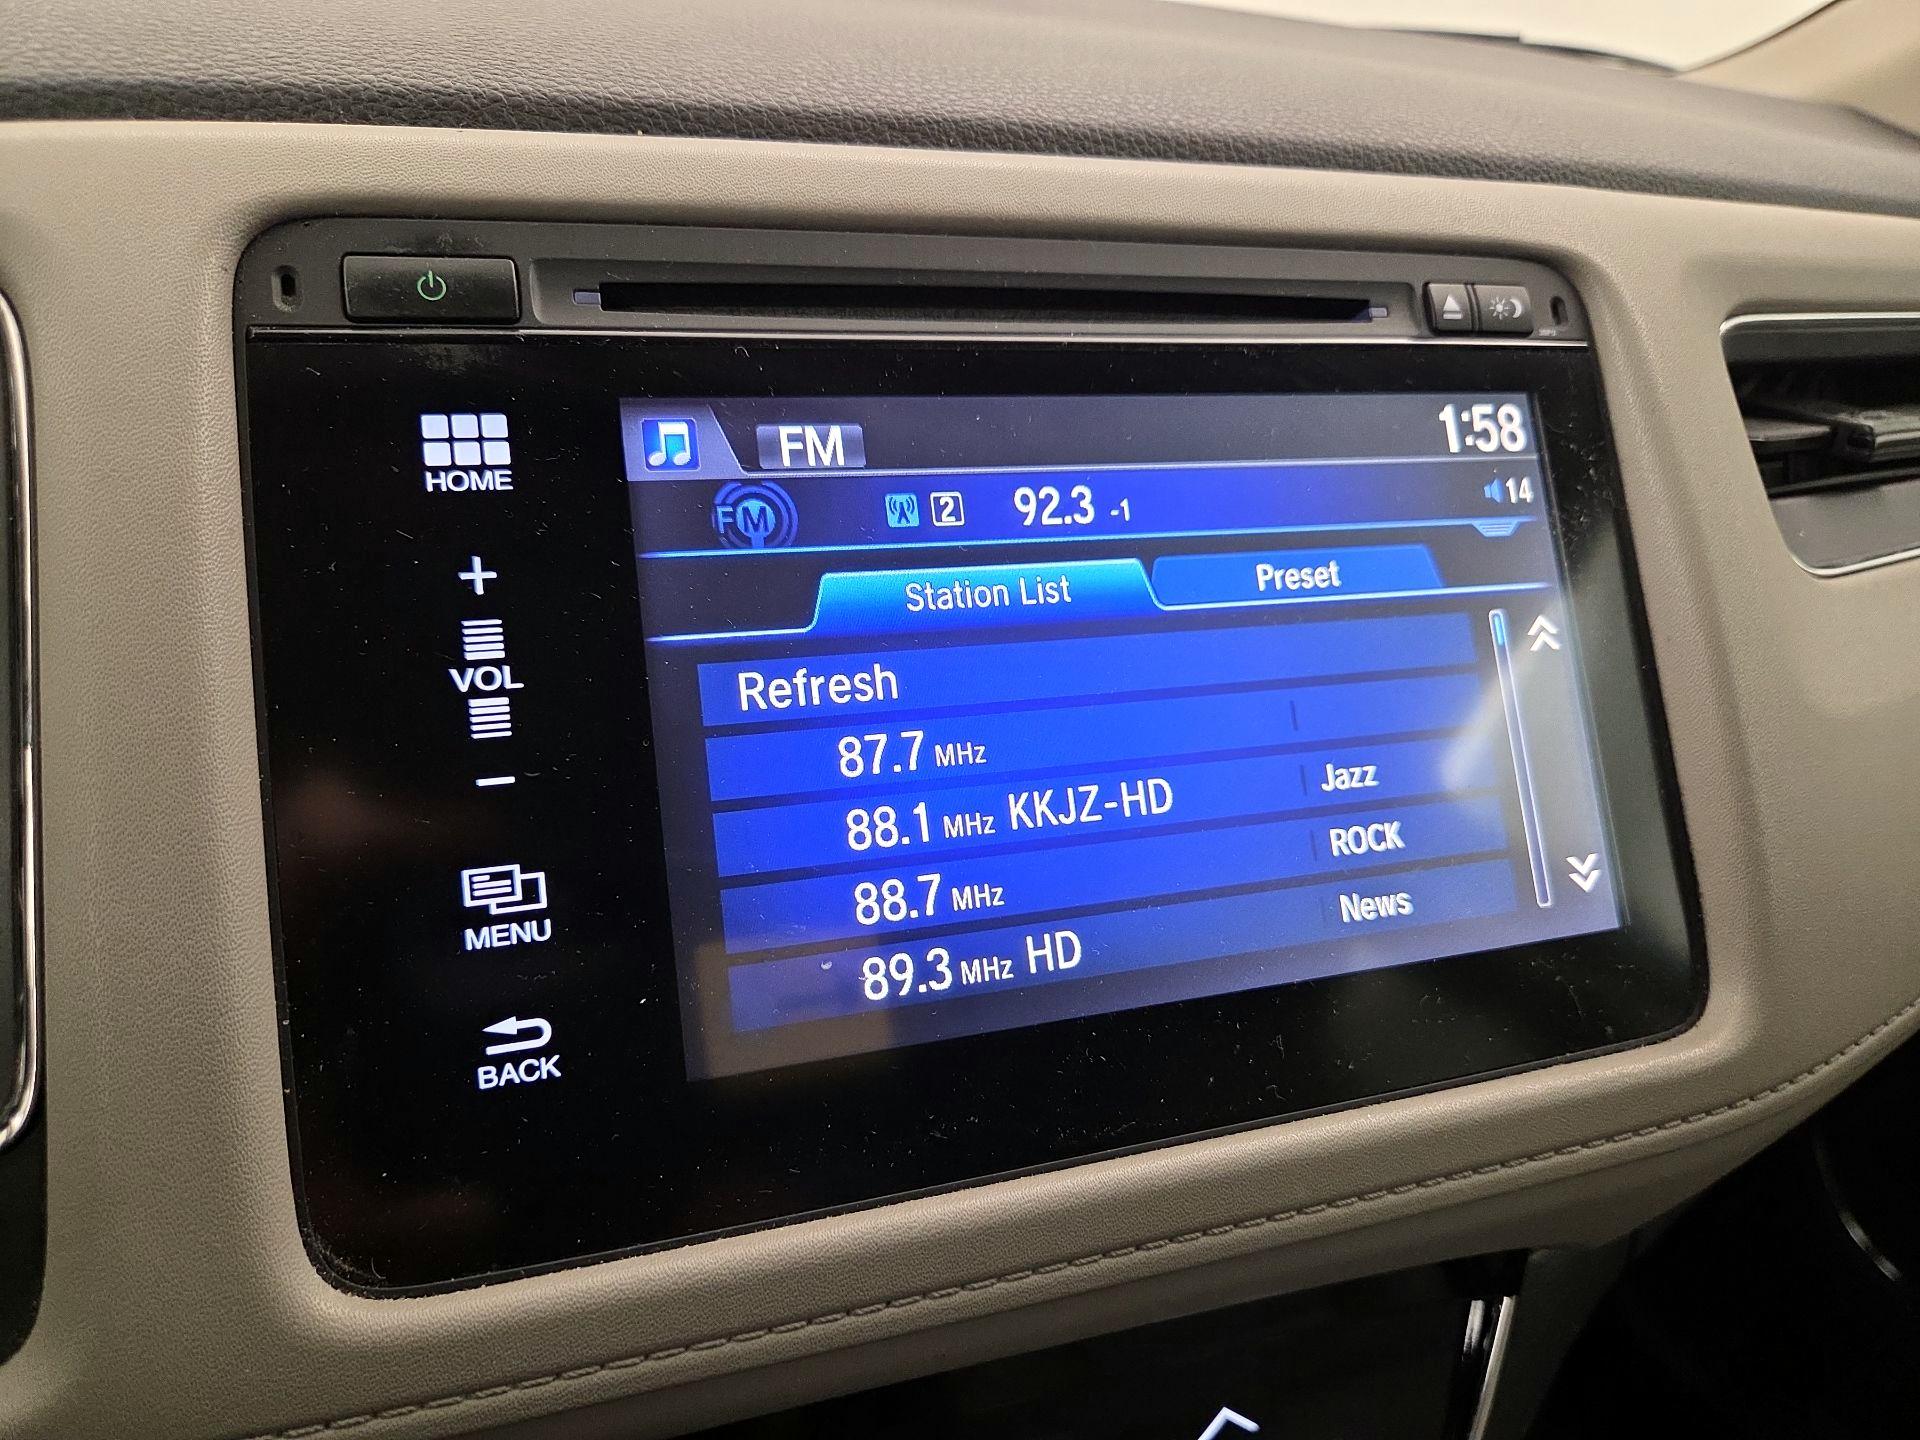 HOME
+
VOL
−
MENU
BACK
FM 1:58
FM 2 92.3 -1 14
Station List Preset
Refresh
87.7 MHz
88.1 MHz KKJZ-HD Jazz
88.7 MHz ROCK
89.3 MHz HD News